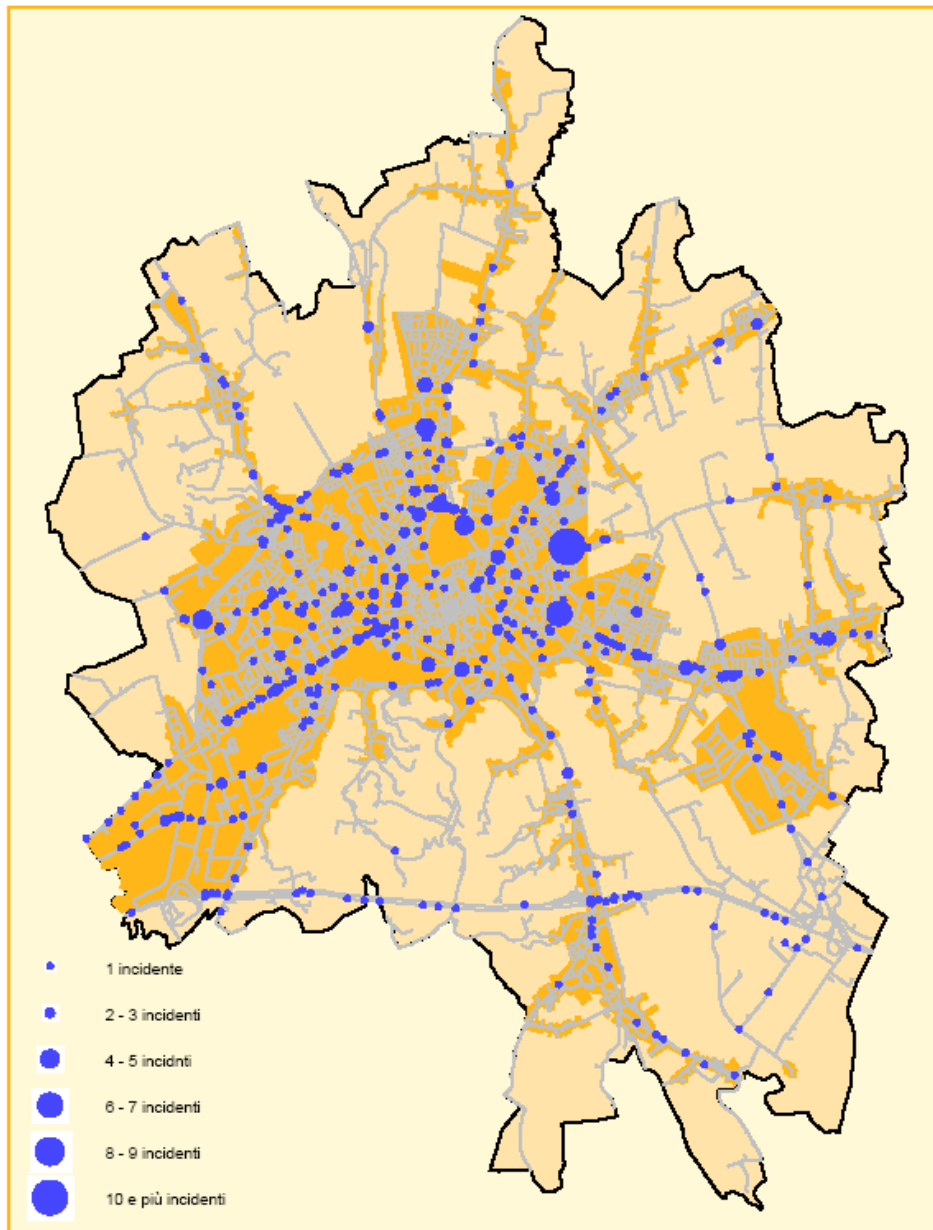 1 incidente
2 - 3 incidenti
4 - 5 incidnti
6 - 7 incidenti
8 - 9 incidenti
10 e più incidenti